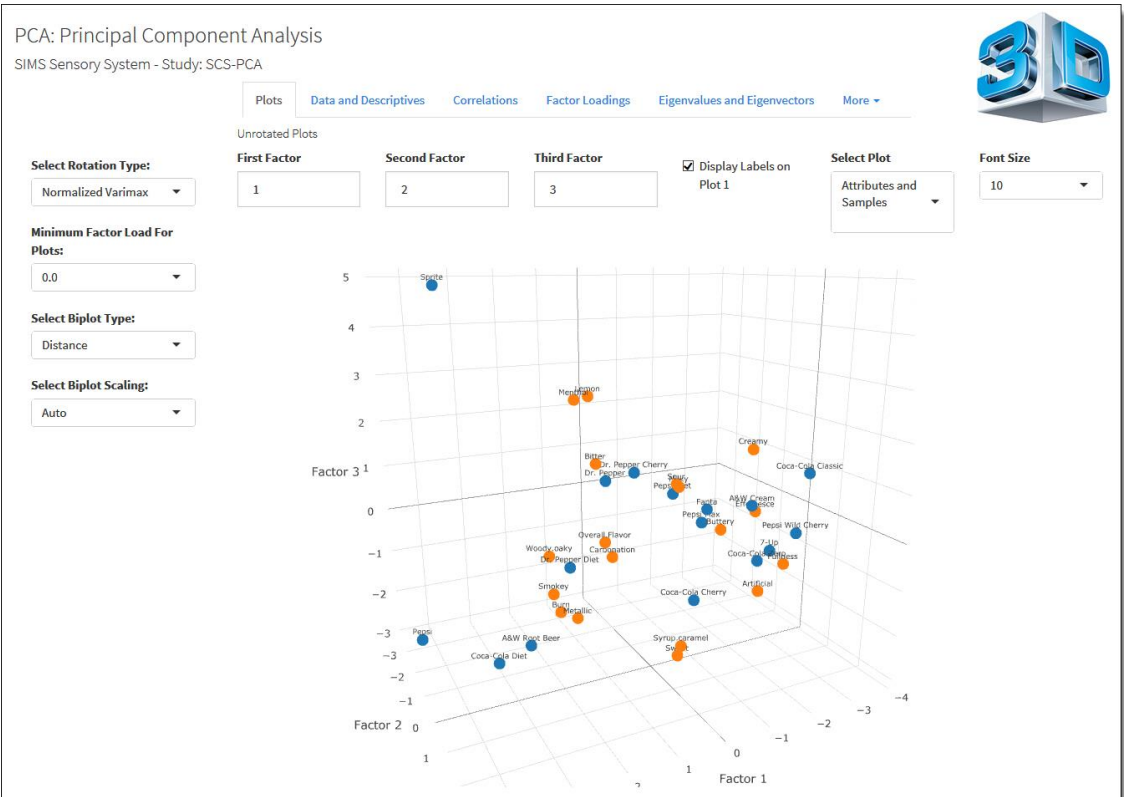 PCA: Principal Component Analysis
SIMS Sensory System - Study: SCS-PCA
3D
Plots
Data and Descriptives
Correlations
Factor Loadings
Eigenvalues and Eigenvectors
More
Unrotated Plots
Select Rotation Type:
Normalized Varimax
Minimum Factor Load For
Plots:
0.0
Select Biplot Type:
Distance
Select Biplot Scaling:
Auto
First Factor
1
Second Factor
2
Third Factor
3
Display Labels on
Plot 1
Select Plot
Attributes and
Samples
Font Size
10
5
4
3
2
1
0
−1
−2
−3
Factor 3
−3
−2
−1
0
1
Factor 2
−4
−3
−2
−1
0
1
2
Factor 1
Sprite
Lemon
Creamy
Bitter
Dr. Pepper Cherry
Dr. Pepper
Coca-Cola Classic
A&W Cream
Fanta
Pepsi Max
Buttery
Pepsi Wild Cherry
7-Up
Overall Flavor
Woody.oaky
Carbonation
Dr. Pepper Diet
Smokey
Burn
Metallic
Artificial
Coca-Cola Cherry
Pepsi
A&W Root Beer
Coca-Cola Diet
Syrup.caramel